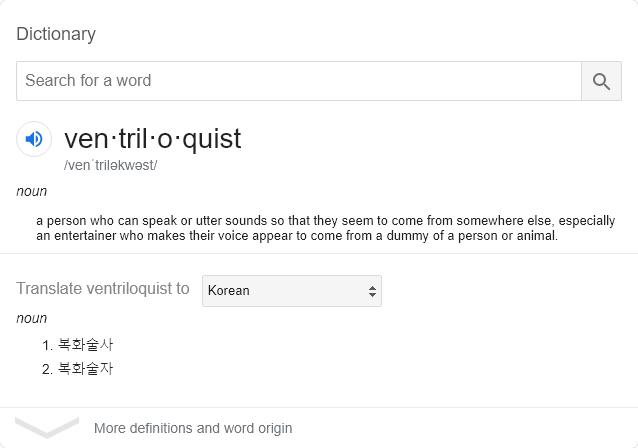 Dictionary
Search for a word
ven·tril·o·quist
/venˈtriləkwəst/
noun
a person who can speak or utter sounds so that they seem to come from somewhere else, especially
an entertainer who makes their voice appear to come from a dummy of a person or animal.
Translate ventriloquist to Korean
noun
1. 복화술사
2. 복화술자
More definitions and word origin